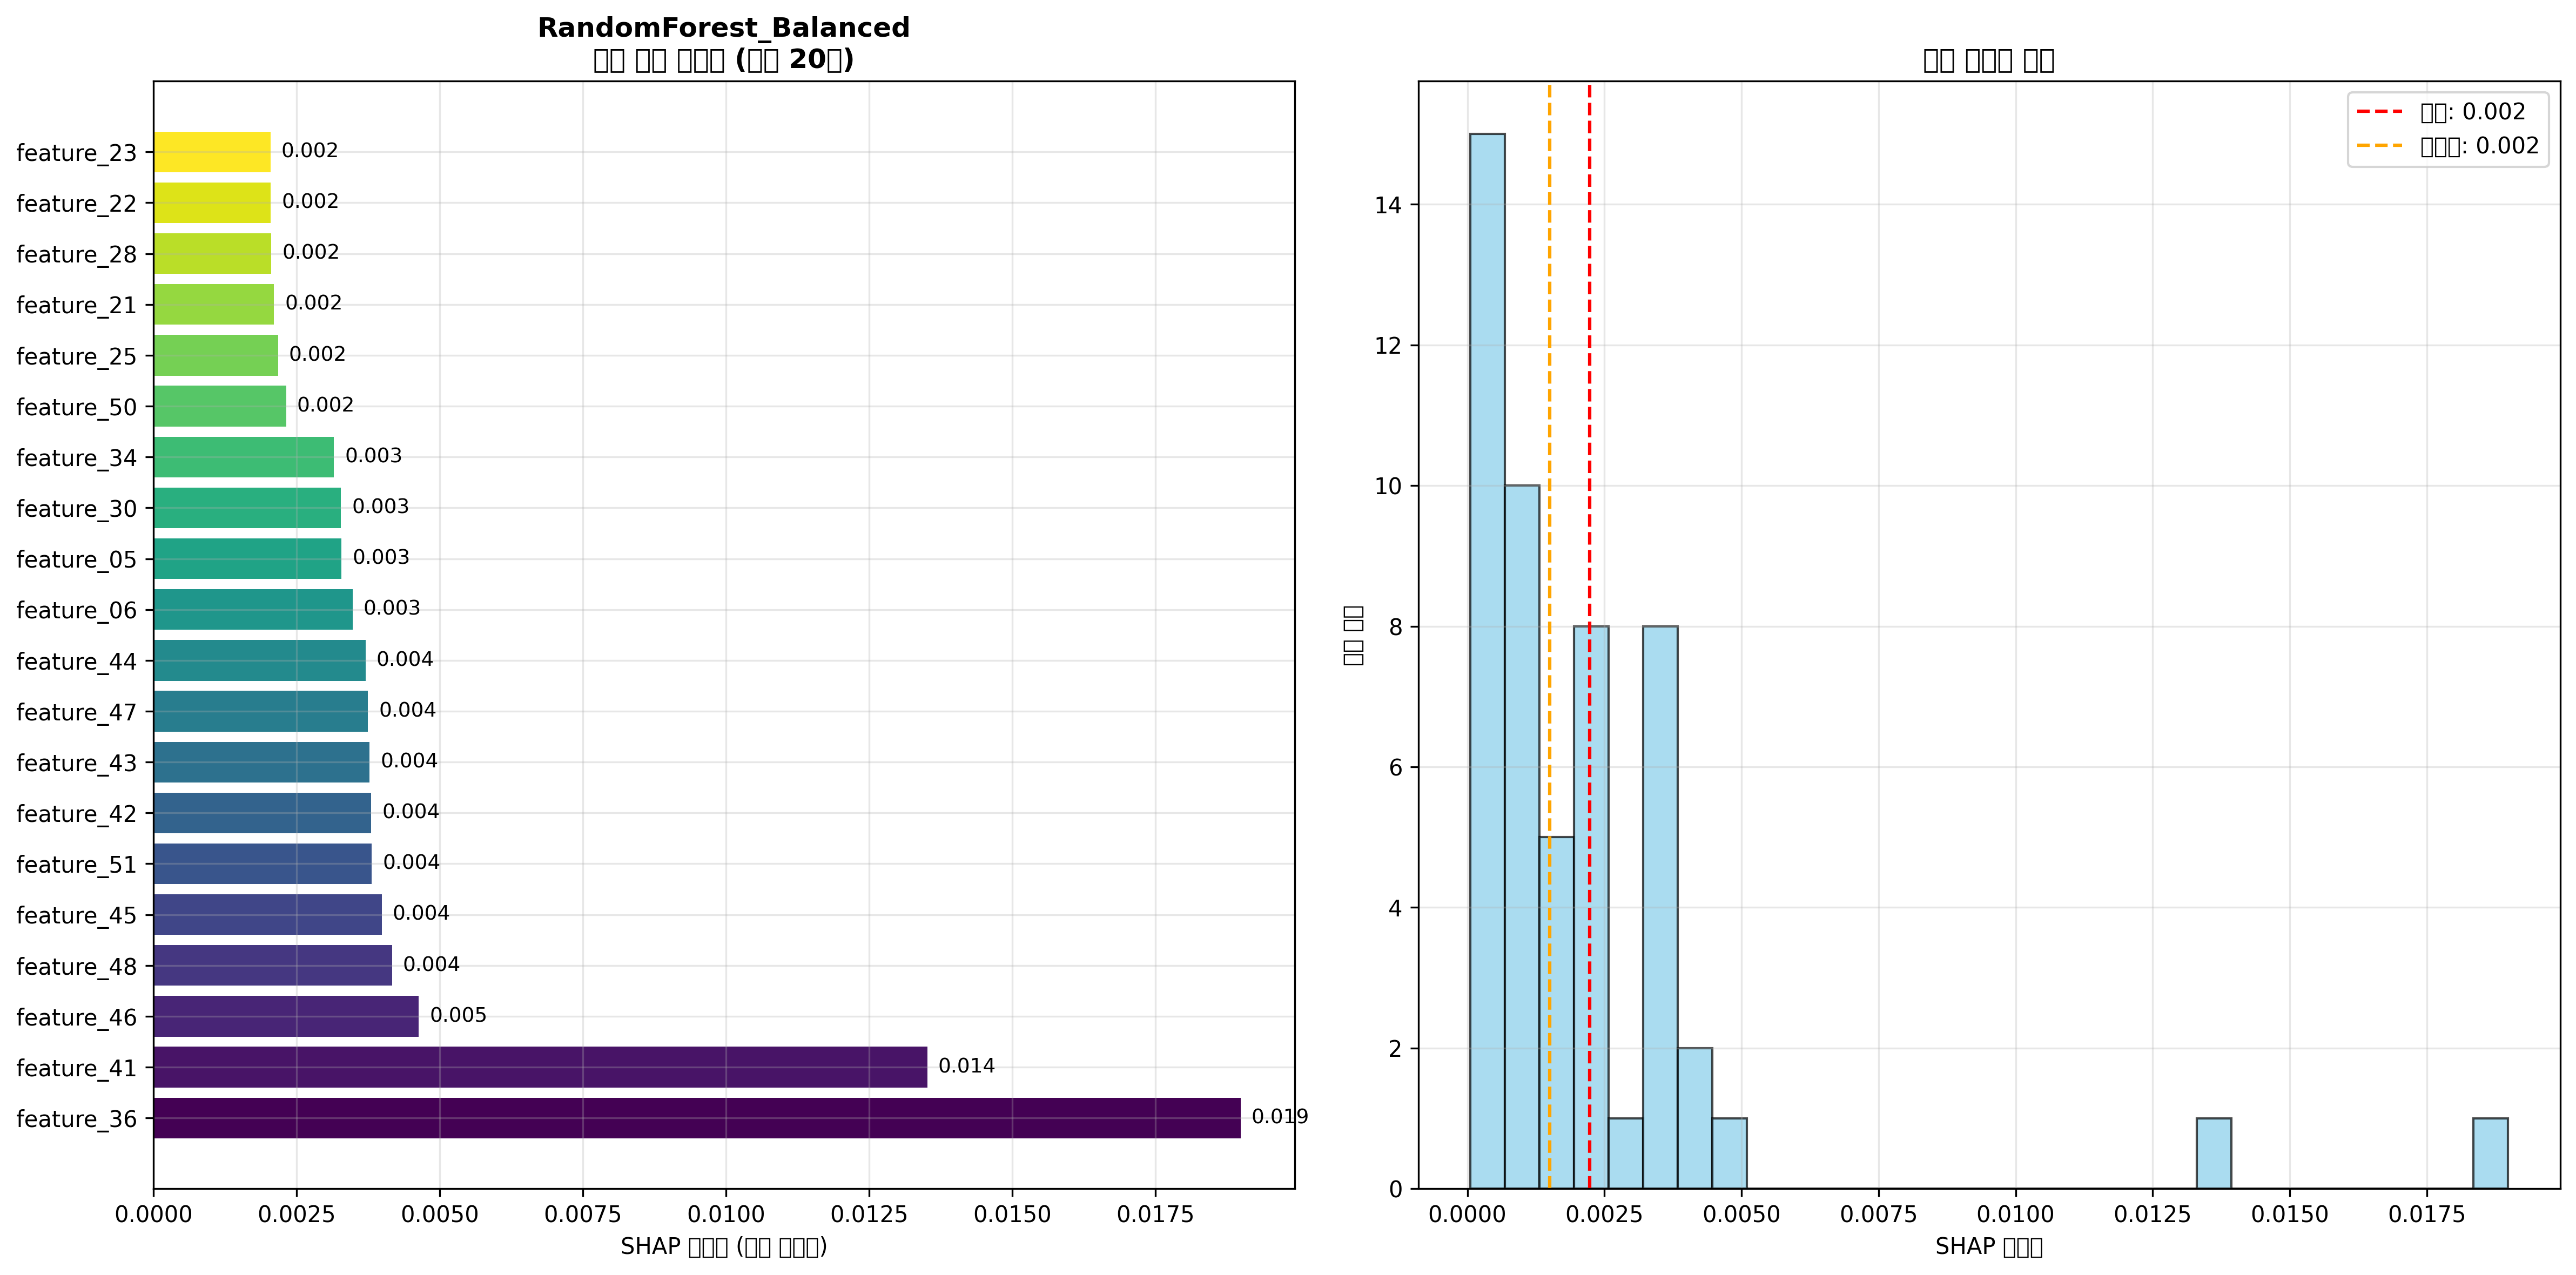 RandomForest_Balanced
( 20 )
feature_23
0.002
feature_22
0.002
feature_28
0.002
feature_21
0.002
feature_25
0.002
feature_50
0.002
feature_34
0.003
feature_30
0.003
feature_05
0.003
feature_06
0.003
feature_44
0.004
feature_47
0.004
feature_43
0.004
feature_42
0.004
feature_51
0.004
feature_45
0.004
feature_48
0.004
feature_46
0.005
feature_41
0.014
feature_36
0.019
0.0000 0.0025 0.0050 0.0075 0.0100 0.0125 0.0150 0.0175
SHAP ( )
: 0.002
: 0.002
14
12
10
8
6
4
2
0
0.0000 0.0025 0.0050 0.0075 0.0100 0.0125 0.0150 0.0175
SHAP